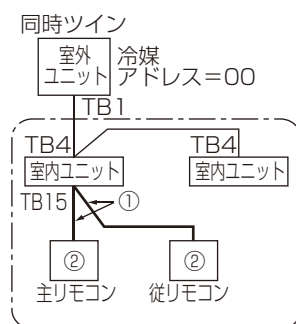 同時ツイン
室外
ユニット
冷媒
アドレス=00
TB1
TB4
TB4
室内ユニット
室内ユニット
TB15
①
②
②
主リモコン
従リモコン